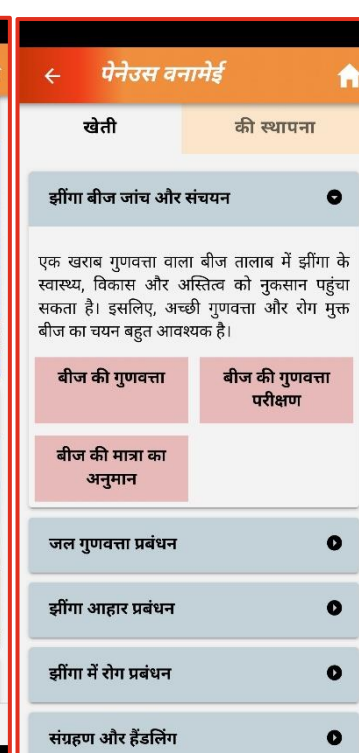 पेनेउस वनामेई
खेती
की स्थापना
झींगा बीज जांच और संचयन
एक खराब गुणवत्ता वाला बीज तालाब में झींगा के
स्वास्थ्य, विकास और अस्तित्व को नुकसान पहुंचा
सकता है। इसलिए, अच्छी गुणवत्ता और रोग मुक्त
बीज का चयन बहुत आवश्यक है।
बीज की गुणवत्ता
बीज की गुणवत्ता
परीक्षण
बीज की मात्रा का
अनुमान
जल गुणवत्ता प्रबंधन
झींगा आहार प्रबंधन
झींगा में रोग प्रबंधन
संग्रहण और हैंडलिंग